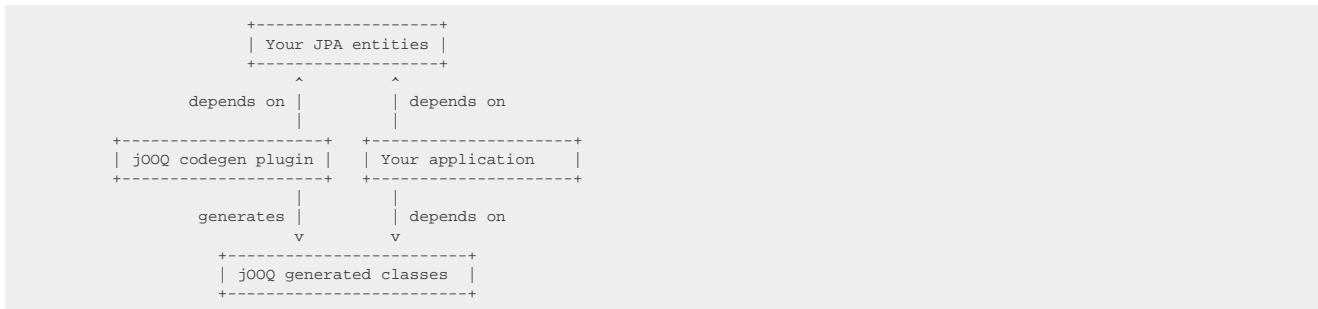 +-------------------+
| Your JPA entities |
+-------------------+
^ ^
depends on | | depends on
| |
+---------------------+ +---------------------+
| jOOQ codegen plugin | | Your application |
+---------------------+ +---------------------+
| |
generates | | depends on
v v
+-------------------------+
| jOOQ generated classes |
+-------------------------+